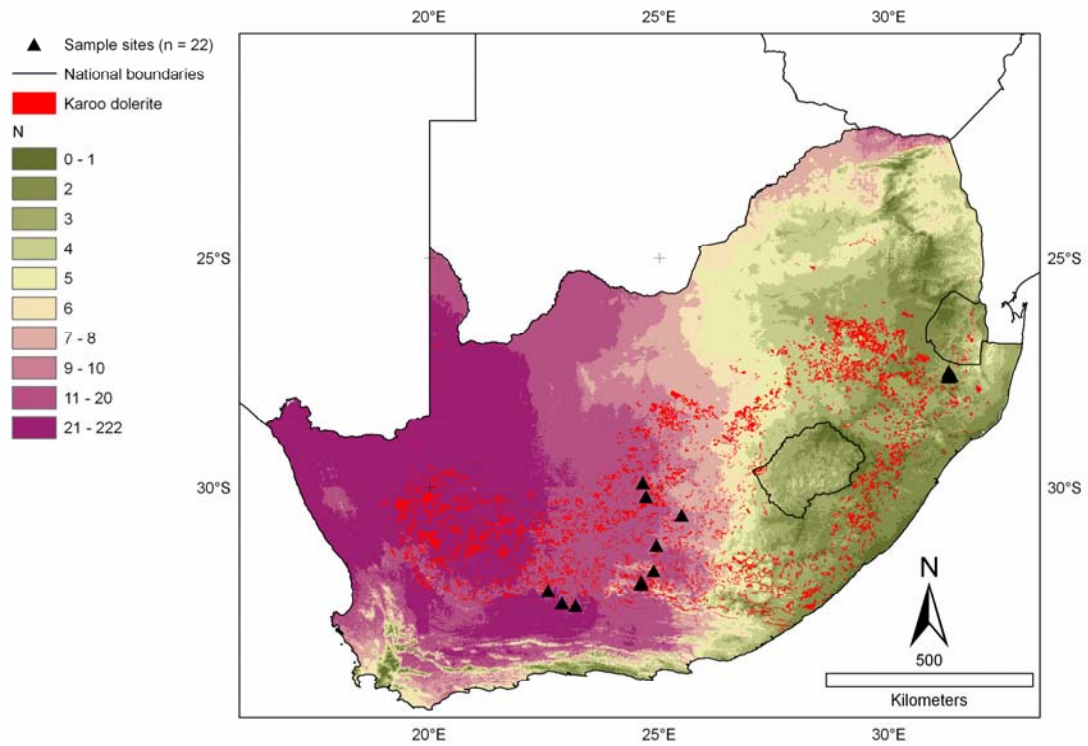 20°E 25°E 30°E
Sample sites (n = 22)
National boundaries
Karoo dolerite
N
0 - 1
2
3
4
5
6
7 - 8
9 - 10
11 - 20
21 - 222
25°S 25°S
30°S 30°S
N
500
Kilometers
20°E 25°E 30°E